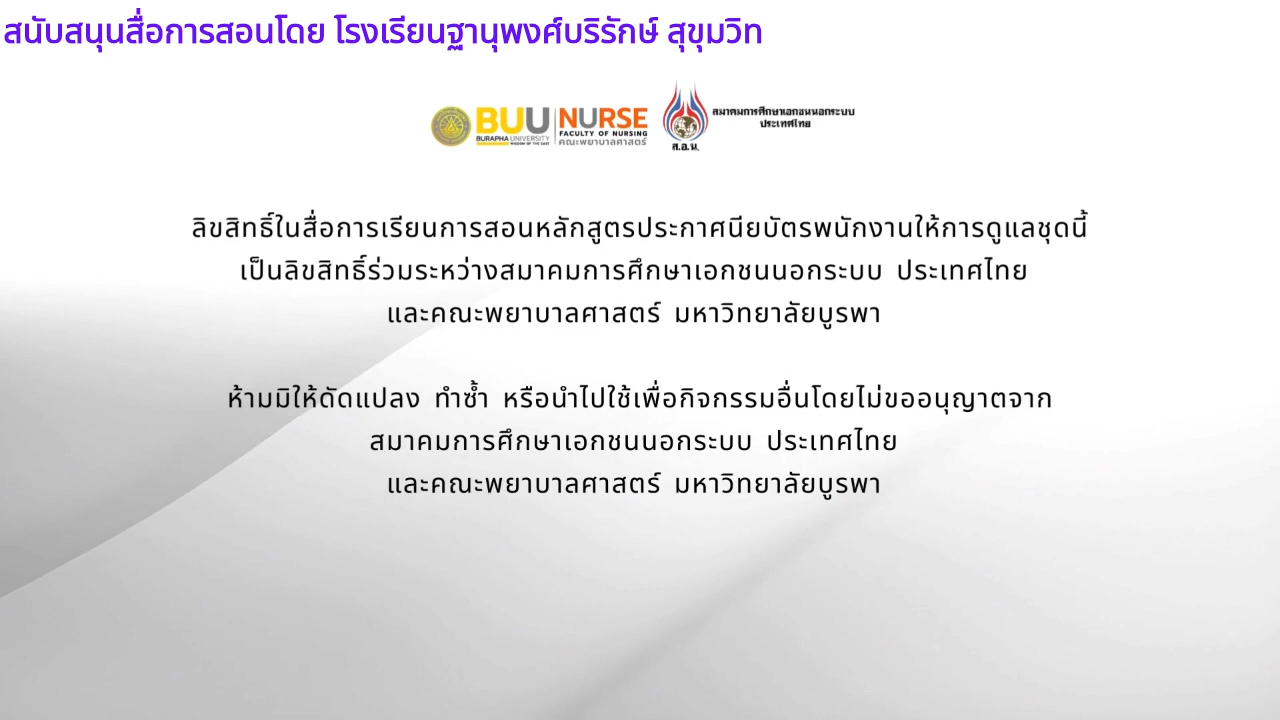 สนับสนุนสื่อการสอนโดย โรงเรียนฐานุพงศ์บริรักษ์ สุขุมวิท
BUU NURSE
BURAPHA UNIVERSITY FACULTY OF NURSING
WISDOM OF THE EAST คณะพยาบาลศาสตร์
สมาคมการศึกษาเอกชนนอกระบบ
ประเทศไทย
ส.อ.น.
ลิขสิทธิ์ในสื่อการเรียนการสอนหลักสูตรประกาศนียบัตรพนักงานให้การดูแลชุดนี้
เป็นลิขสิทธิ์ร่วมระหว่างสมาคมการศึกษาเอกชนนอกระบบ ประเทศไทย
และคณะพยาบาลศาสตร์ มหาวิทยาลัยบูรพา
ห้ามมิให้ดัดแปลง ทำซ้ำ หรือนำไปใช้เพื่อกิจกรรมอื่นโดยไม่ขออนุญาตจาก
สมาคมการศึกษาเอกชนนอกระบบ ประเทศไทย
และคณะพยาบาลศาสตร์ มหาวิทยาลัยบูรพา